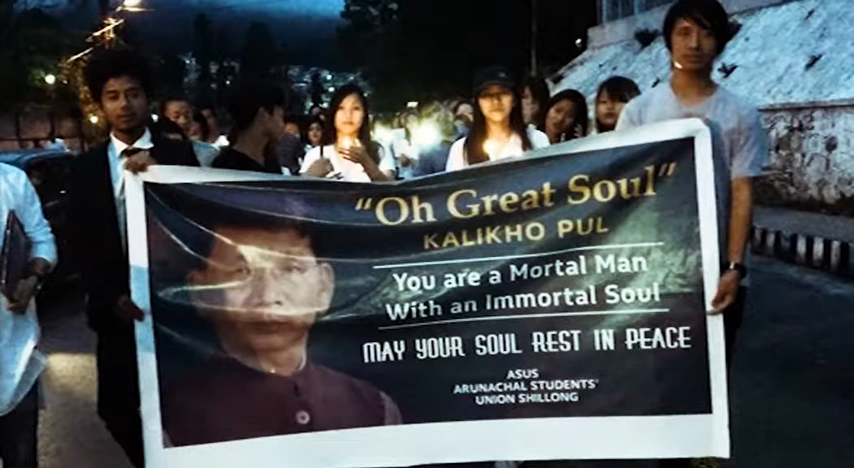 "Oh Great Soul"
KALIKHO PUL
You are a Mortal Man
With an Immortal Soul
MAY YOUR SOUL REST IN PEACE
ASUS
ARUNACHAL STUDENTS'
UNION SHILLONG